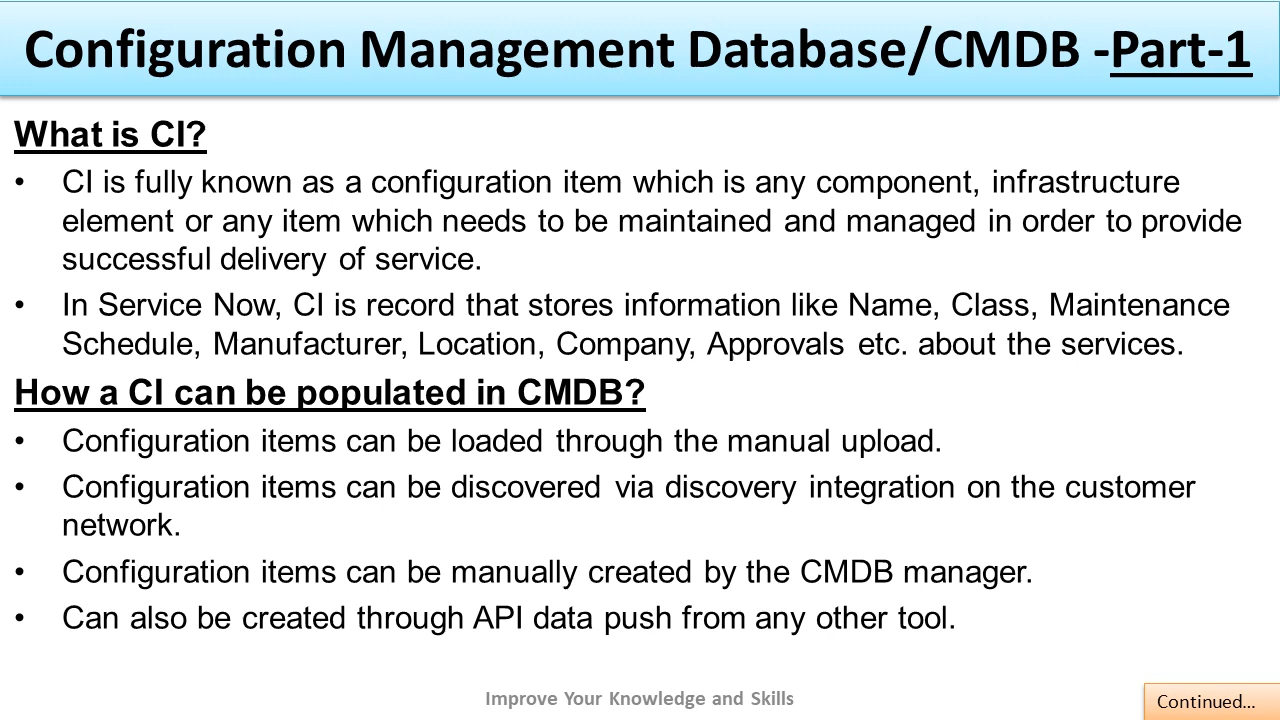 Configuration Management Database/CMDB -Part-1
What is CI?
• CI is fully known as a configuration item which is any component, infrastructure
element or any item which needs to be maintained and managed in order to provide
successful delivery of service.
• In Service Now, CI is record that stores information like Name, Class, Maintenance
Schedule, Manufacturer, Location, Company, Approvals etc. about the services.
How a CI can be populated in CMDB?
• Configuration items can be loaded through the manual upload.
• Configuration items can be discovered via discovery integration on the customer
network.
• Configuration items can be manually created by the CMDB manager.
• Can also be created through API data push from any other tool.
Improve Your Knowledge and Skills
Continued...